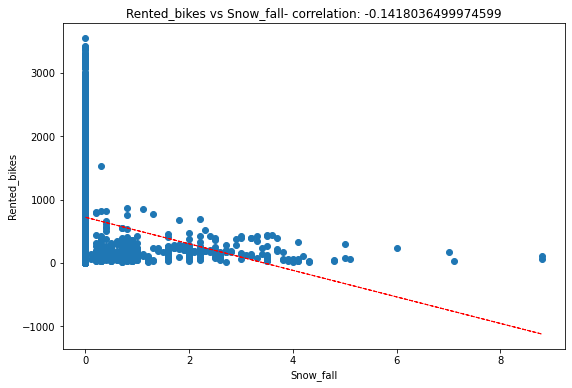 Rented_bikes vs Snow_fall- correlation: -0.1418036499974599
3000
2000
1000
0
−1000
Rented_bikes
0 2 4 6 8
Snow_fall